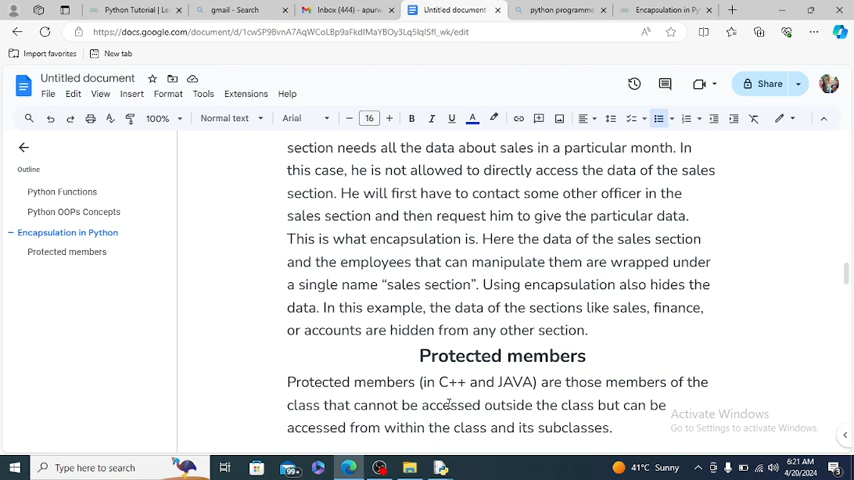 Python Tutorial | Le
gmail - Search
Inbox (444) - apurv
Untitled document
python programme
Encapsulation in Py
https://docs.google.com/document/d/1cwSP9BvnA7AqWCoLBp9aFkdIMaYBOy3Lq5IqISfl_wk/edit
Import favorites
New tab
Untitled document
File Edit View Insert Format Tools Extensions Help
Share
100% Normal text Arial 16
Outline
Python Functions
Python OOPs Concepts
Encapsulation in Python
Protected members
section needs all the data about sales in a particular month. In
this case, he is not allowed to directly access the data of the sales
section. He will first have to contact some other officer in the
sales section and then request him to give the particular data.
This is what encapsulation is. Here the data of the sales section
and the employees that can manipulate them are wrapped under
a single name “sales section”. Using encapsulation also hides the
data. In this example, the data of the sections like sales, finance,
or accounts are hidden from any other section.
Protected members
Protected members (in C++ and JAVA) are those members of the
class that cannot be accessed outside the class but can be
accessed from within the class and its subclasses.
Activate Windows
Go to Settings to activate Windows.
Type here to search
99+
41°F Sunny
6:21 AM
4/20/2024
3